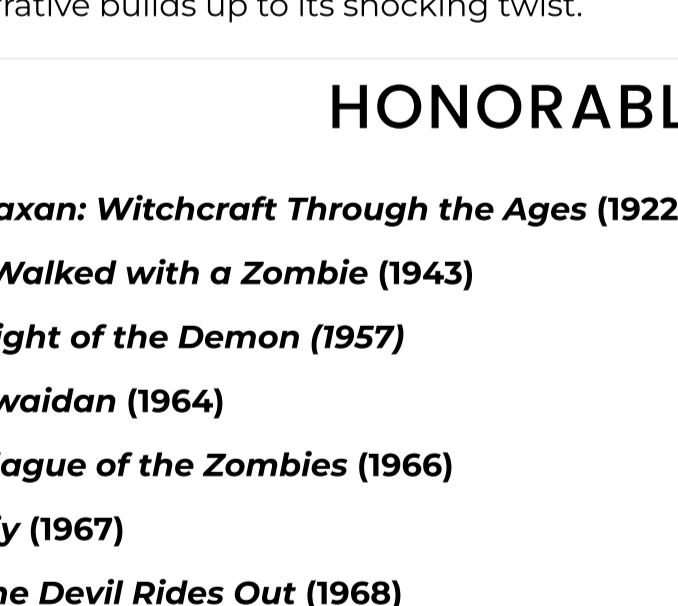 rative builds up to its shocking twist.
HONORABL
axan: Witchcraft Through the Ages (1922
Walked with a Zombie (1943)
ight of the Demon (1957)
waidan (1964)
lague of the Zombies (1966)
y (1967)
he Devil Rides Out (1968)